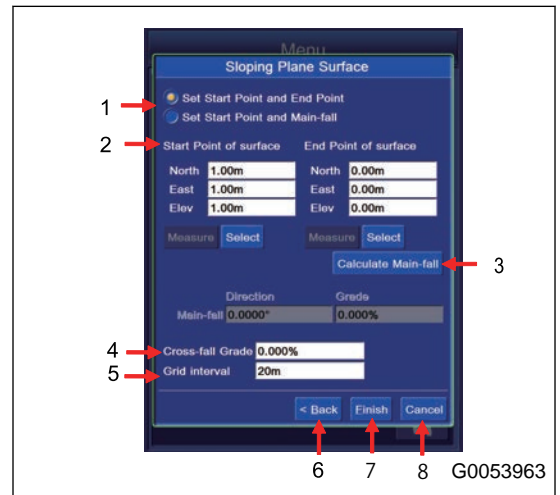 Menu
Sloping Plane Surface
1
Set Start Point and End Point
Set Start Point and Main-fall
2
Start Point of surface End Point of surface
North 1.00m North 0.00m
East 1.00m East 0.00m
Elev 1.00m Elev 0.00m
Measure Select Measure Select
Calculate Main-fall 3
Direction Grade
Main-fall 0.0000° 0.000%
4 Cross-fall Grade 0.000%
5 Grid interval 20m
< Back Finish Cancel
6 7 8 G0053963